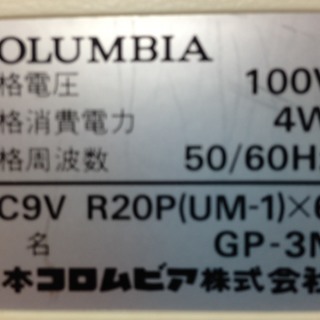 OLUMBIA
格電圧 100V
格消費電力 4W
格周波数 50/60H
C9V R20P(UM-1)×6
名 GP-3N
本コロムビア株式会社